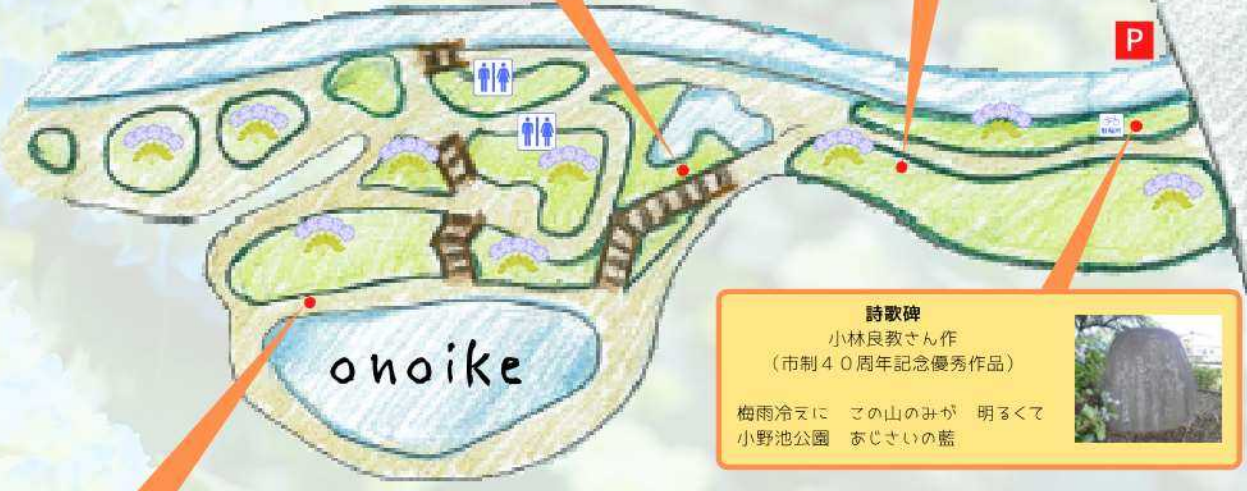 P
onoike
詩歌碑
小林良教さん作
（市制４０周年記念優秀作品）
梅雨冷えに　この山のみが　明るくて
小野池公園　あじさいの藍